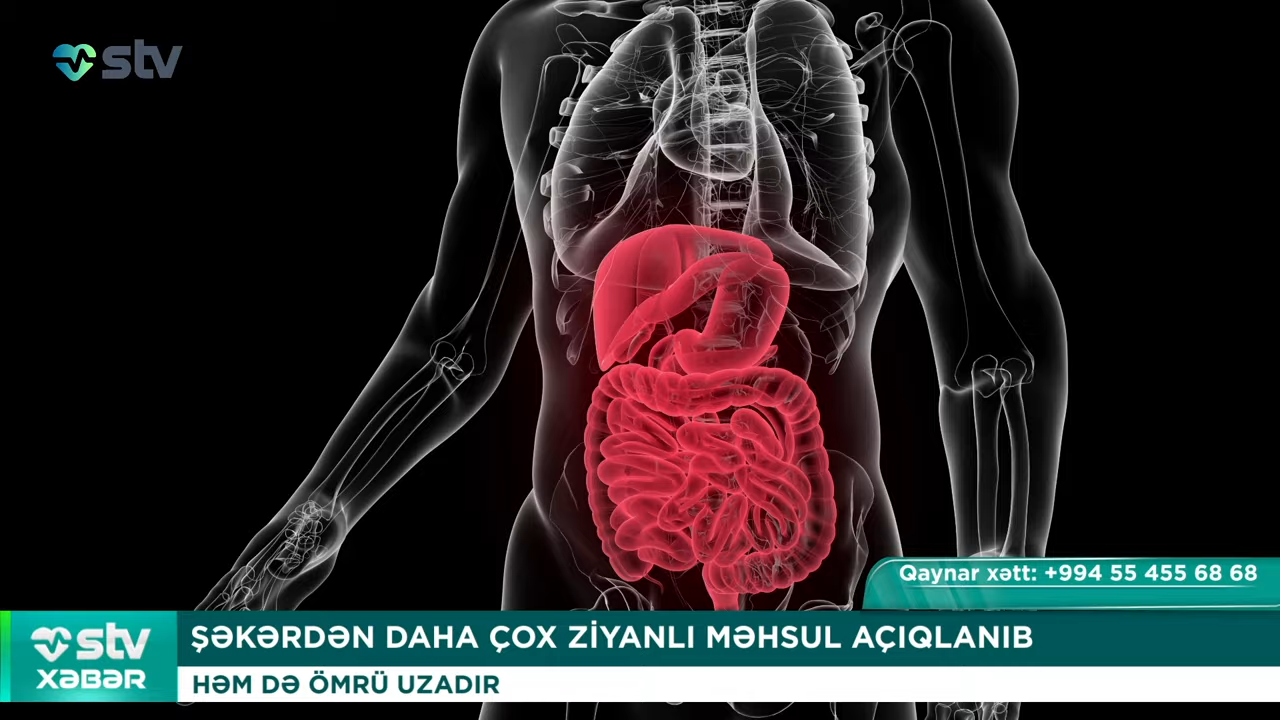 stv
Qaynar xətt: +994 55 455 68 68
stv
XƏBƏR
ŞƏKƏRDƏN DAHA ÇOX ZİYANLI MƏHSUL AÇIQLANIB
HƏM DƏ ÖMRÜ UZADIR